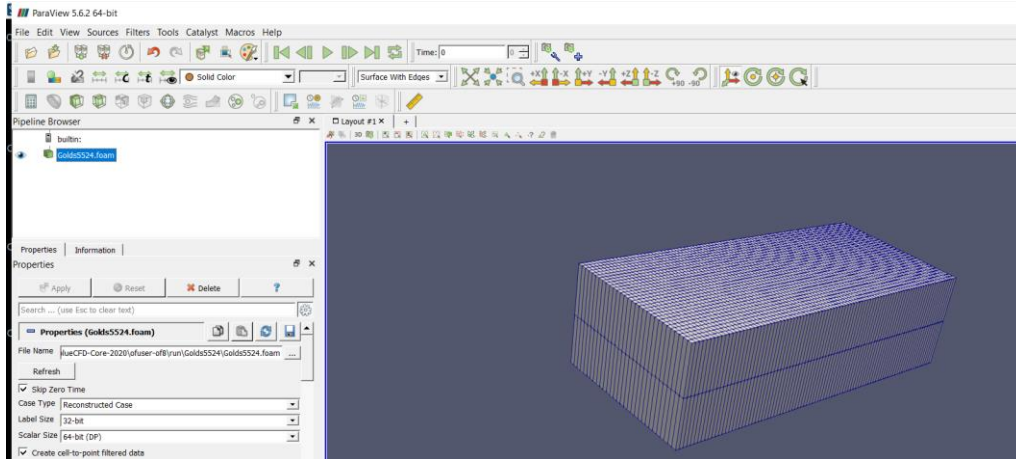 ParaView 5.6.2 64-bit
File Edit View Sources Filters Tools Catalyst Macros Help
Time: 0 0
Solid Color Surface With Edges +X -X +Y -Y +Z -Z +90 -90
Pipeline Browser
Layout #1 +
3D
builtin:
Golds5524.foam
Properties Information
Properties
Apply Reset Delete ?
Search ... (use Esc to clear text)
Properties (Golds5524.foam)
File Name lueCFD-Core-2020\ofuser-of8\run\Golds5524\Golds5524.foam ...
Refresh
Skip Zero Time
Case Type Reconstructed Case
Label Size 32-bit
Scalar Size 64-bit (DP)
Create cell-to-point filtered data